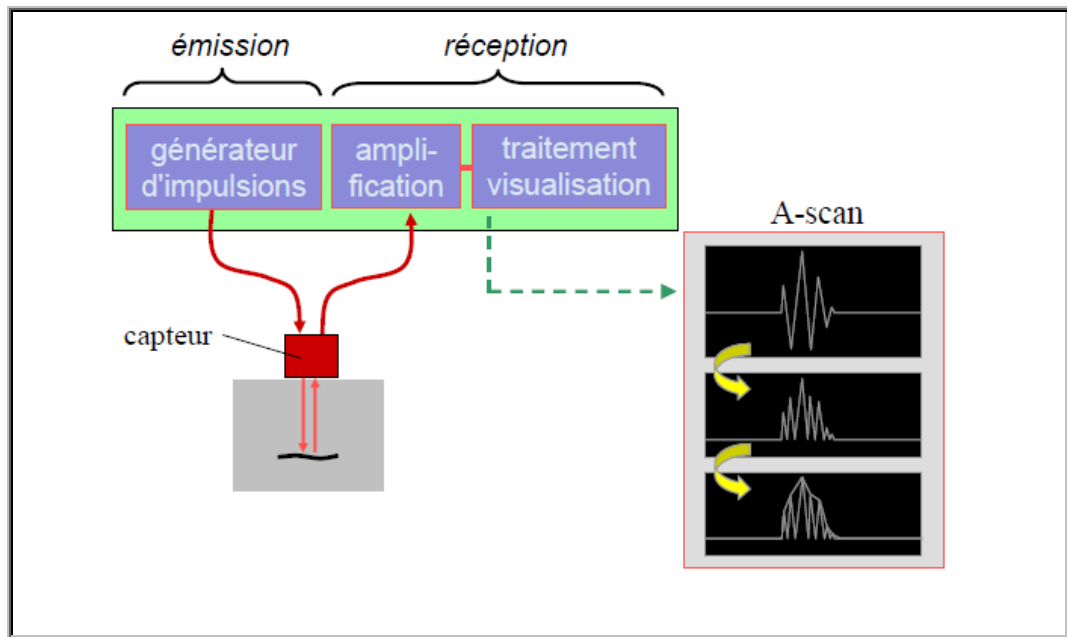 émission
réception
générateur
d'impulsions
ampli-
fication
traitement
visualisation
A-scan
capteur